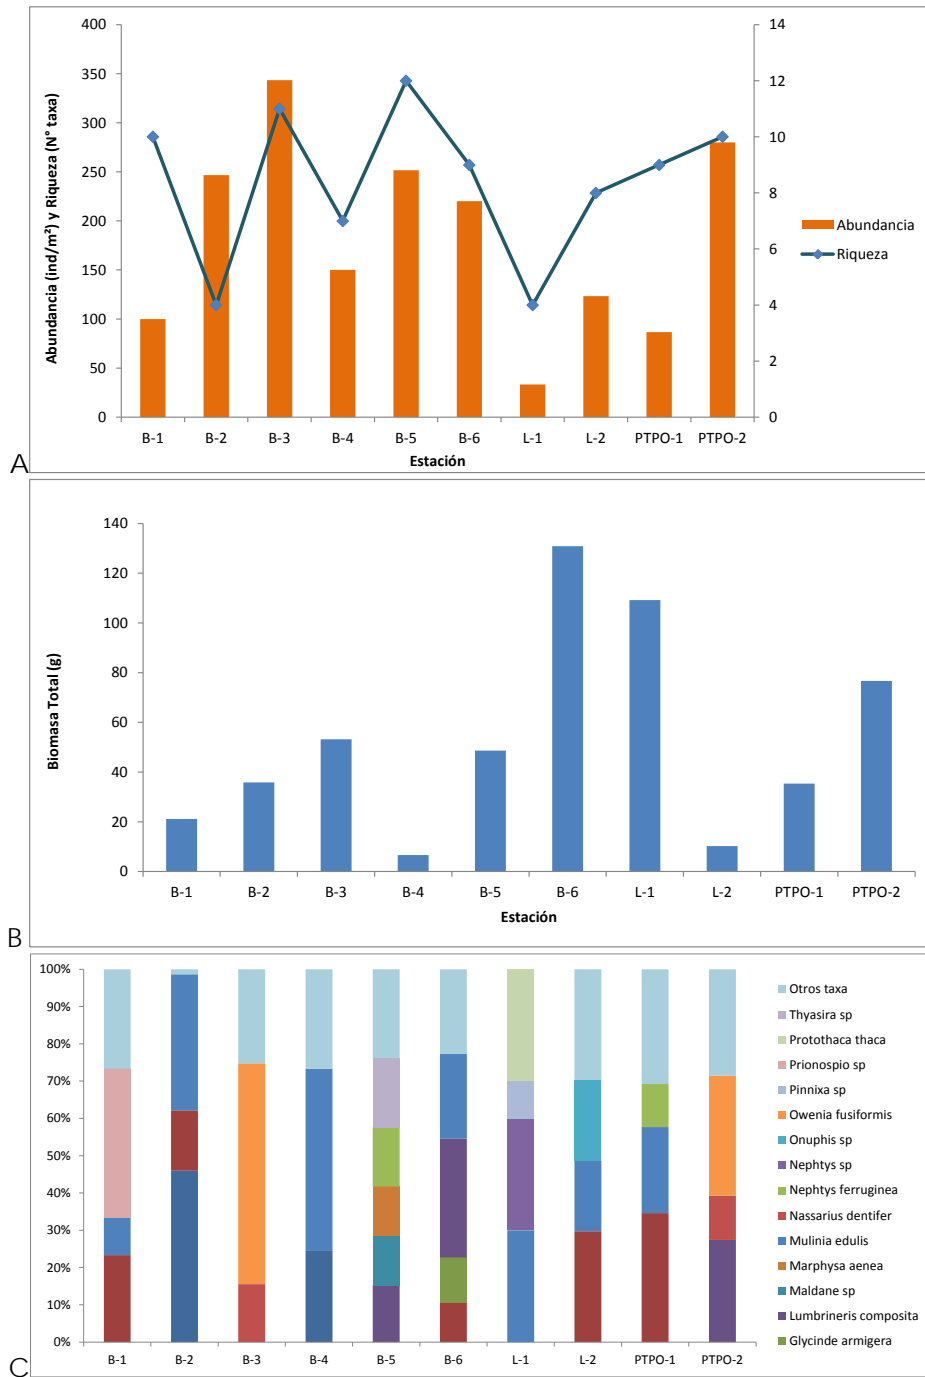 400
350
300
250
200
150
100
50
0
14
12
10
8
6
4
2
0
Abundancia (ind/m²) y Riqueza (N° taxa)
Abundancia
Riqueza
B-1 B-2 B-3 B-4 B-5 B-6 L-1 L-2 PTPO-1 PTPO-2
Estación
A
140
120
100
80
60
40
20
0
Biomasa Total (g)
B-1 B-2 B-3 B-4 B-5 B-6 L-1 L-2 PTPO-1 PTPO-2
Estación
B
100%
90%
80%
70%
60%
50%
40%
30%
20%
10%
0%
Otros taxa
Thyasira sp
Protothaca thaca
Prionospio sp
Pinnixa sp
Owenia fusiformis
Onuphis sp
Nephtys sp
Nephtys ferruginea
Nassarius dentifer
Mulinia edulis
Marphysa aenea
Maldane sp
Lumbrineris composita
Glycinde armigera
B-1 B-2 B-3 B-4 B-5 B-6 L-1 L-2 PTPO-1 PTPO-2
C